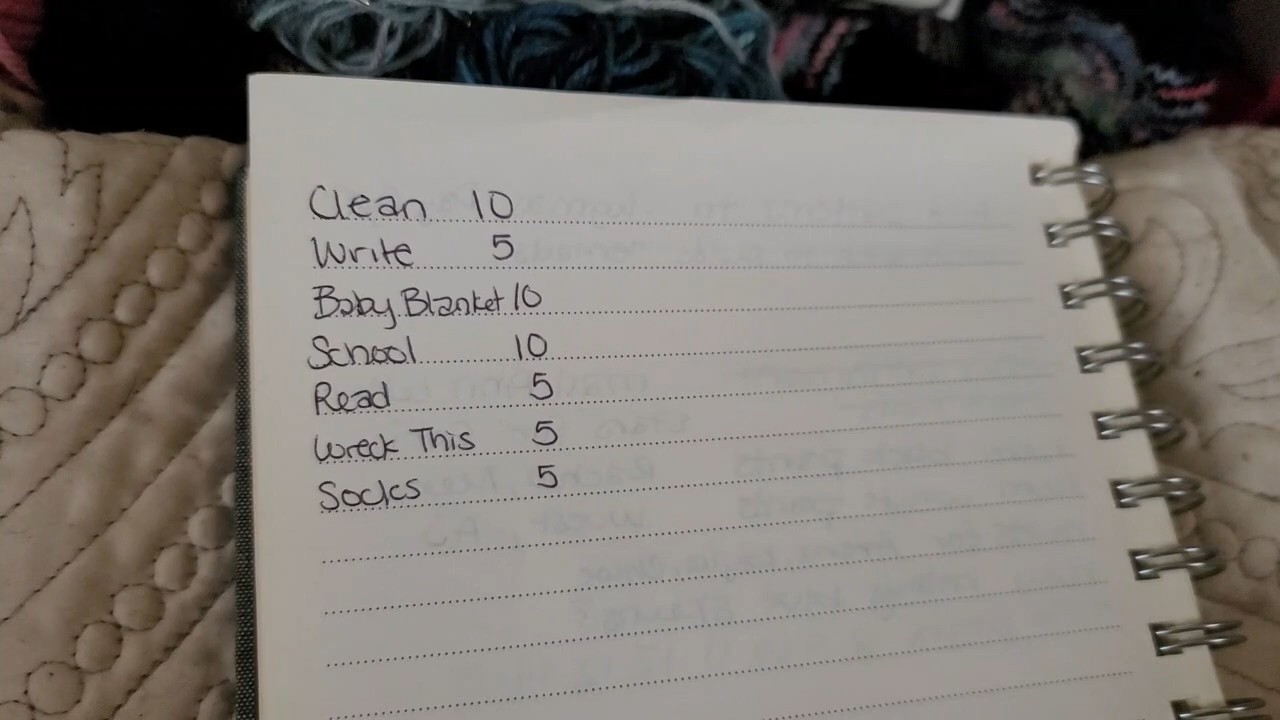 Clean 10
Write 5
Baby Blanket 10
School 10
Read 5
Wreck This 5
Socks 5